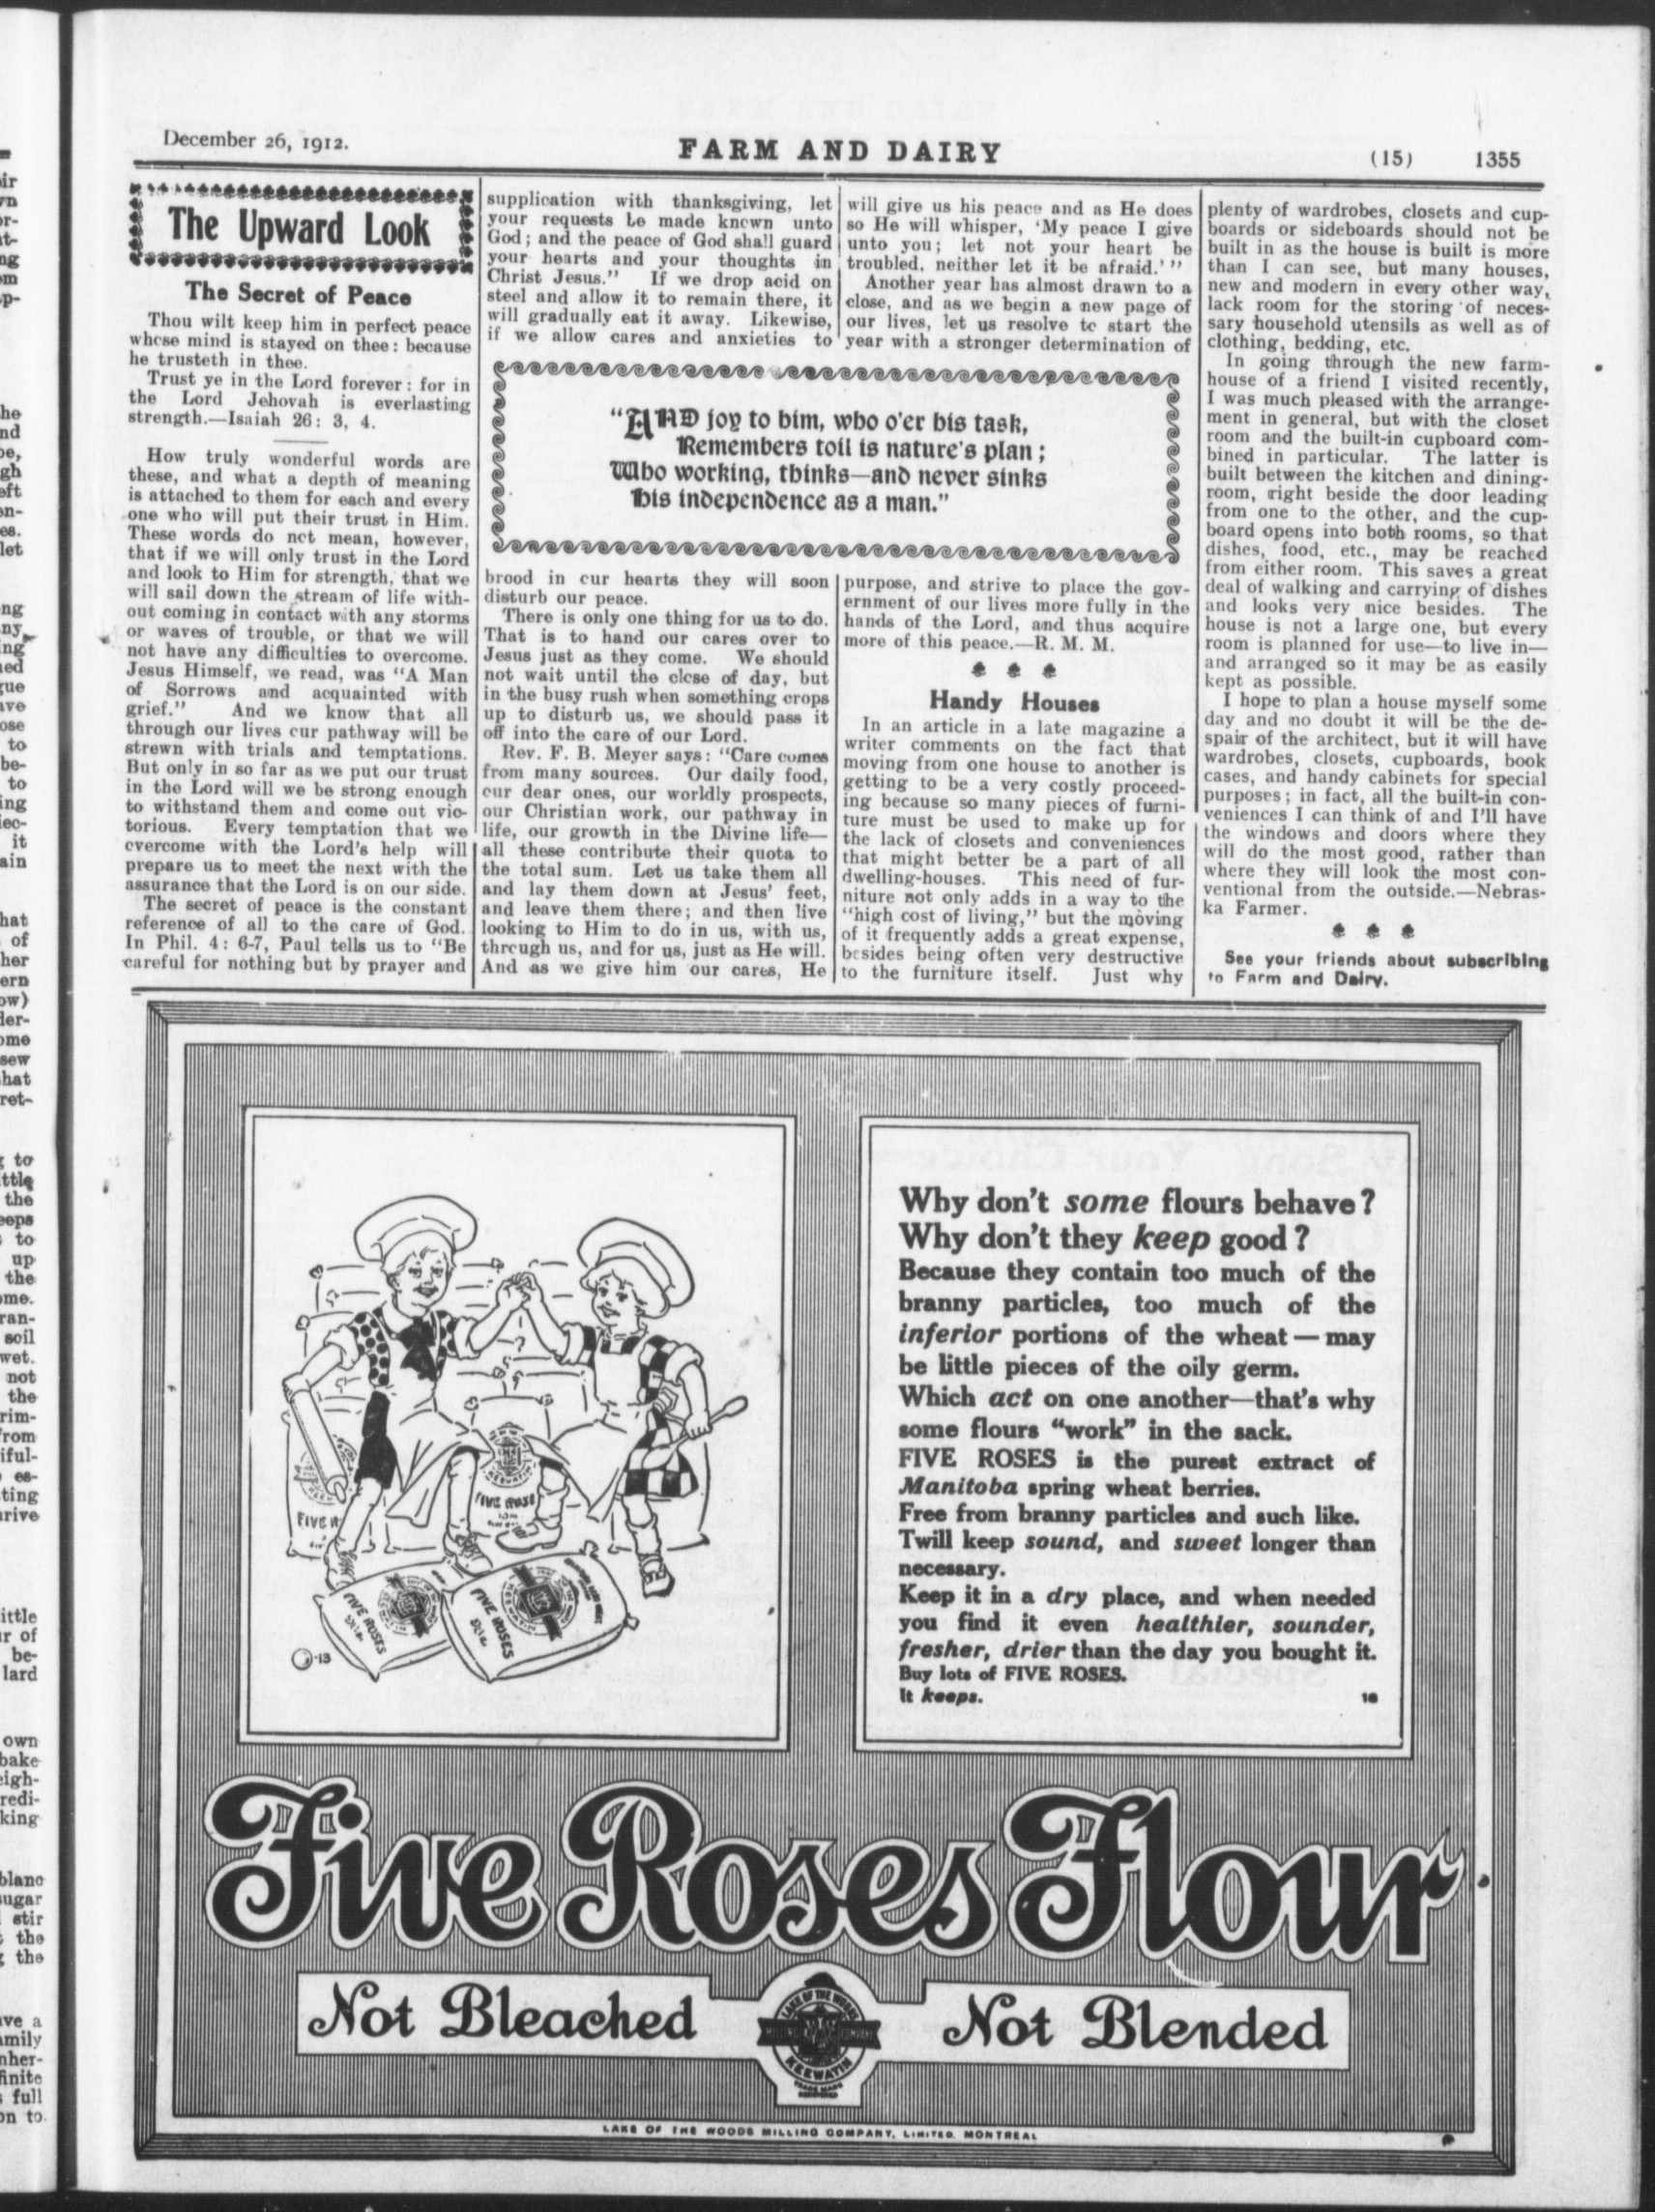 December 26, 1912.
FARM AND DAIRY
(15) 1355
The Upward Look
The Secret of Peace
Thou wilt keep him in perfect peace
whose mind is stayed on thee: because
he trusteth in thee.
Trust ye in the Lord forever: for in
the Lord Jehovah is everlasting
strength.—Isaiah 26: 3, 4.
How truly wonderful words are
these, and what a depth of meaning
is attached to them for each and every
one who will put their trust in Him.
These words do not mean, however,
that if we will only trust in the Lord
and look to Him for strength, that we
will sail down the stream of life with-
out coming in contact with any storms
or waves of trouble, or that we will
not have any difficulties to overcome.
Jesus Himself, we read, was "A Man
of Sorrows and acquainted with
grief." And we know that all
through our lives our pathway will be
strewn with trials and temptations.
But only in so far as we put our trust
in the Lord will we be strong enough
to withstand them and come out vic-
torious. Every temptation that we
overcome with the Lord's help will
prepare us to meet the next with the
assurance that the Lord is on our side.
The secret of peace is the constant
reference of all to the care of God.
In Phil. 4: 6-7, Paul tells us to "Be
careful for nothing but by prayer and
supplication with thanksgiving, let
your requests be made known unto
God; and the peace of God shall guard
your hearts and your thoughts in
Christ Jesus." If we drop acid on
steel and allow it to remain there, it
will gradually eat it away. Likewise,
if we allow cares and anxieties to
brood in our hearts they will soon
disturb our peace.
There is only one thing for us to do.
That is to hand our cares over to
Jesus just as they come. We should
not wait until the close of day, but
in the busy rush when something crops
up to disturb us, we should pass it
off into the care of our Lord.
Rev. F. B. Meyer says: "Care comes
from many sources. Our daily food,
our dear ones, our worldly prospects,
our Christian work, our pathway in
life, our growth in the Divine life—
all these contribute their quota to
the total sum. Let us take them all
and lay them down at Jesus' feet,
and leave them there; and then live
looking to Him to do in us, with us,
through us, and for us, just as He will.
And as we give him our cares, He
will give us his peace and as He does
so He will whisper, 'My peace I give
unto you; let not your heart be
troubled, neither let it be afraid.' "
Another year has almost drawn to a
close, and as we begin a new page of
our lives, let us resolve to start the
year with a stronger determination of
purpose, and strive to place the gov-
ernment of our lives more fully in the
hands of the Lord, and thus acquire
more of this peace.—R. M. M.
"AND joy to him, who o'er his task,
Remembers toil is nature's plan;
Who working, thinks—and never sinks
His independence as a man."
Handy Houses
In an article in a late magazine a
writer comments on the fact that
moving from one house to another is
getting to be a very costly proceed-
ing because so many pieces of furni-
ture must be used to make up for
the lack of closets and conveniences
that might better be a part of all
dwelling-houses. This need of fur-
niture not only adds in a way to the
"high cost of living," but the moving
of it frequently adds a great expense,
besides being often very destructive
to the furniture itself. Just why
plenty of wardrobes, closets and cup-
boards or sideboards should not be
built in as the house is built is more
than I can see, but many houses,
new and modern in every other way,
lack room for the storing of neces-
sary household utensils as well as of
clothing, bedding, etc.
In going through the new farm-
house of a friend I visited recently,
I was much pleased with the arrange-
ment in general, but with the closet
room and the built-in cupboard com-
bined in particular. The latter is
built between the kitchen and dining-
room, right beside the door leading
from one to the other, and the cup-
board opens into both rooms, so that
dishes, food, etc., may be reached
from either room. This saves a great
deal of walking and carrying of dishes
and looks very nice besides. The
house is not a large one, but every
room is planned for use—to live in—
and arranged so it may be as easily
kept as possible.
I hope to plan a house myself some
day and no doubt it will be the de-
spair of the architect, but it will have
wardrobes, closets, cupboards, book
cases, and handy cabinets for special
purposes; in fact, all the built-in con-
veniences I can think of and I'll have
the windows and doors where they
will do the most good, rather than
where they will look the most con-
ventional from the outside.—Nebras-
ka Farmer.
See your friends about subscribing
to Farm and Dairy.
FIVE R
FIVE ROSE
FIVE ROSES
FIVE ROSES
-13
Why don't some flours behave?
Why don't they keep good?
Because they contain too much of the
branny particles, too much of the
inferior portions of the wheat—may
be little pieces of the oily germ.
Which act on one another—that's why
some flours "work" in the sack.
FIVE ROSES is the purest extract of
Manitoba spring wheat berries.
Free from branny particles and such like.
Twill keep sound, and sweet longer than
necessary.
Keep it in a dry place, and when needed
you find it even healthier, sounder,
fresher, drier than the day you bought it.
Buy lots of FIVE ROSES.
It keeps.
Five Roses Flour
Not Bleached
LAKE OF THE WOODS
MILLING COMPANY
KEEWATIN
TRADE MARK
REGISTERED
Not Blended
LAKE OF THE WOODS MILLING COMPANY, LIMITED, MONTREAL